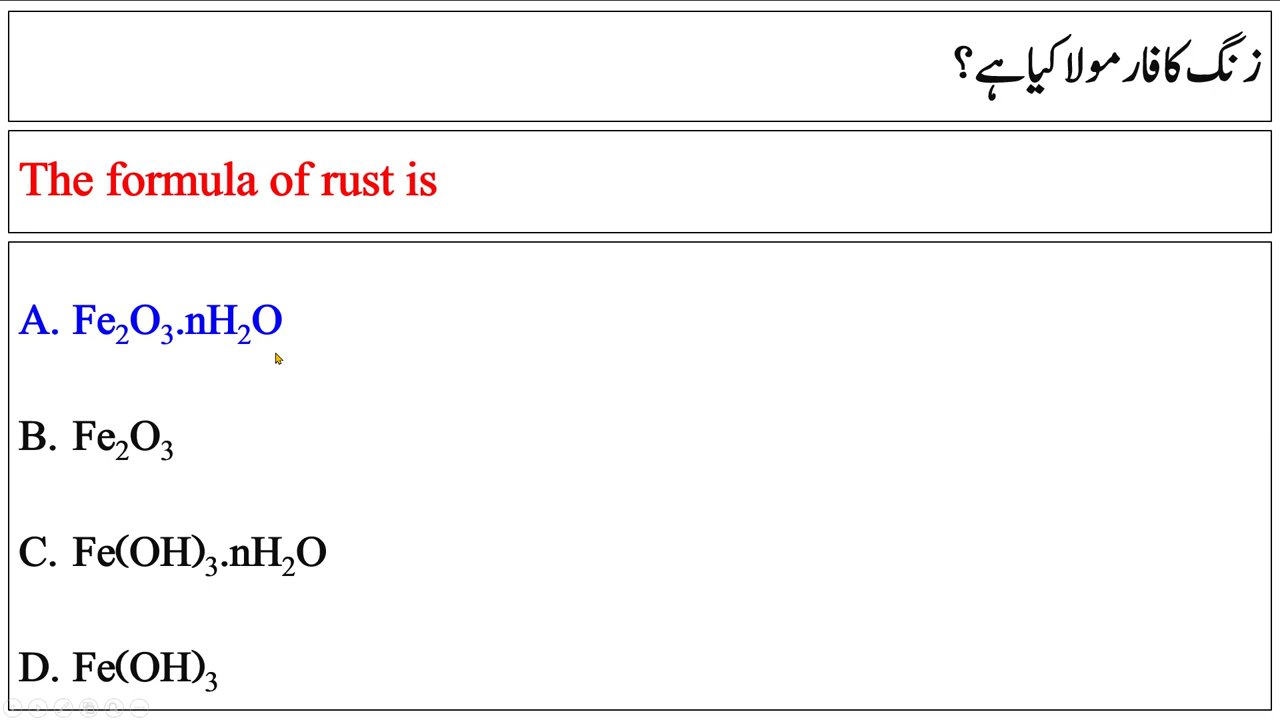 زنگ کا فارمولا کیا ہے؟
The formula of rust is
A. Fe₂O₃.nH₂O
B. Fe₂O₃
C. Fe(OH)₃.nH₂O
D. Fe(OH)₃